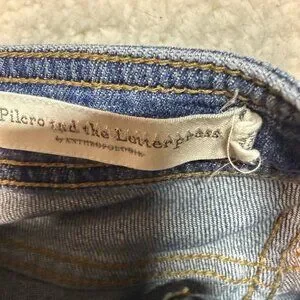 Pilcro and the Letterpress
by ANTHROPOLOGIE